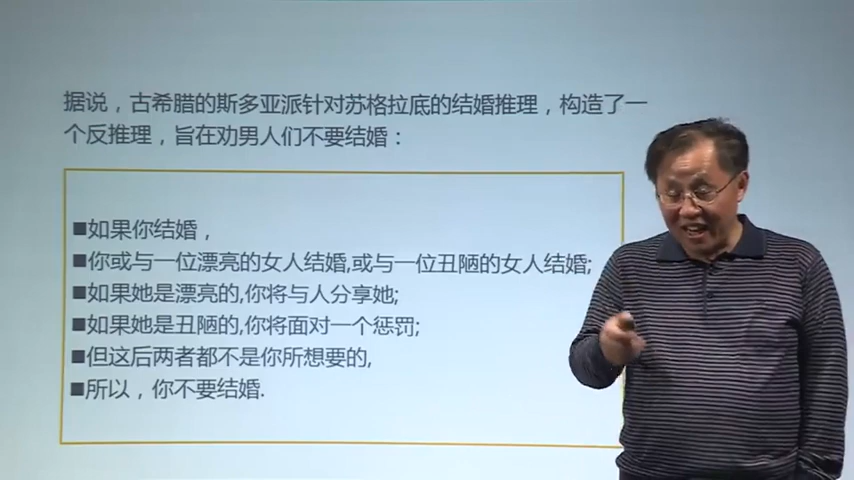 据说，古希腊的斯多亚派针对苏格拉底的结婚推理，构造了一
个反推理，旨在劝男人们不要结婚：
■如果你结婚，
■你或与一位漂亮的女人结婚,或与一位丑陋的女人结婚;
■如果她是漂亮的,你将与人分享她;
■如果她是丑陋的,你将面对一个惩罚;
■但这后两者都不是你所想要的,
■所以，你不要结婚.